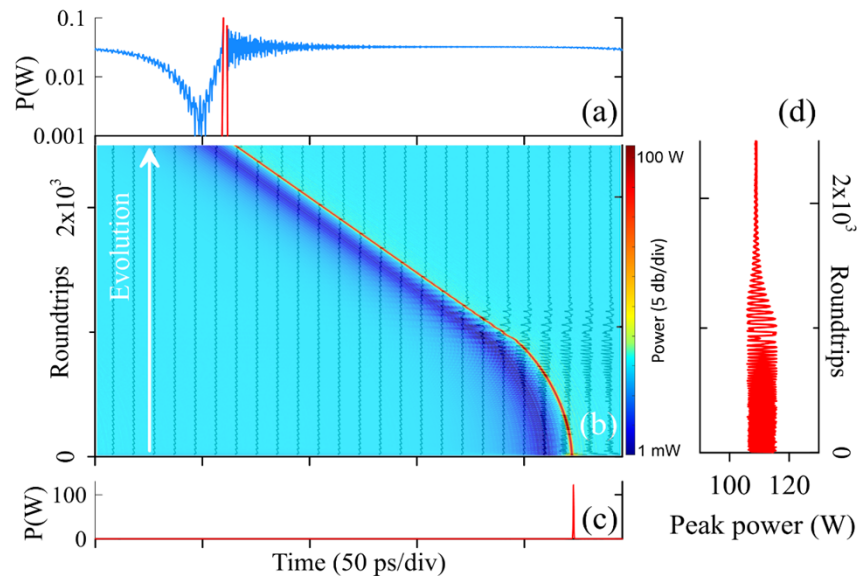 0.1
P(W)
0.01
0.001
(a)
(d)
Evolution
Roundtrips
2x10³
0
(b)
100 W
Power (5 db/div)
1 mW
2x10³
Roundtrips
0
100
120
Peak power (W)
P(W)
100
0
(c)
Time (50 ps/div)